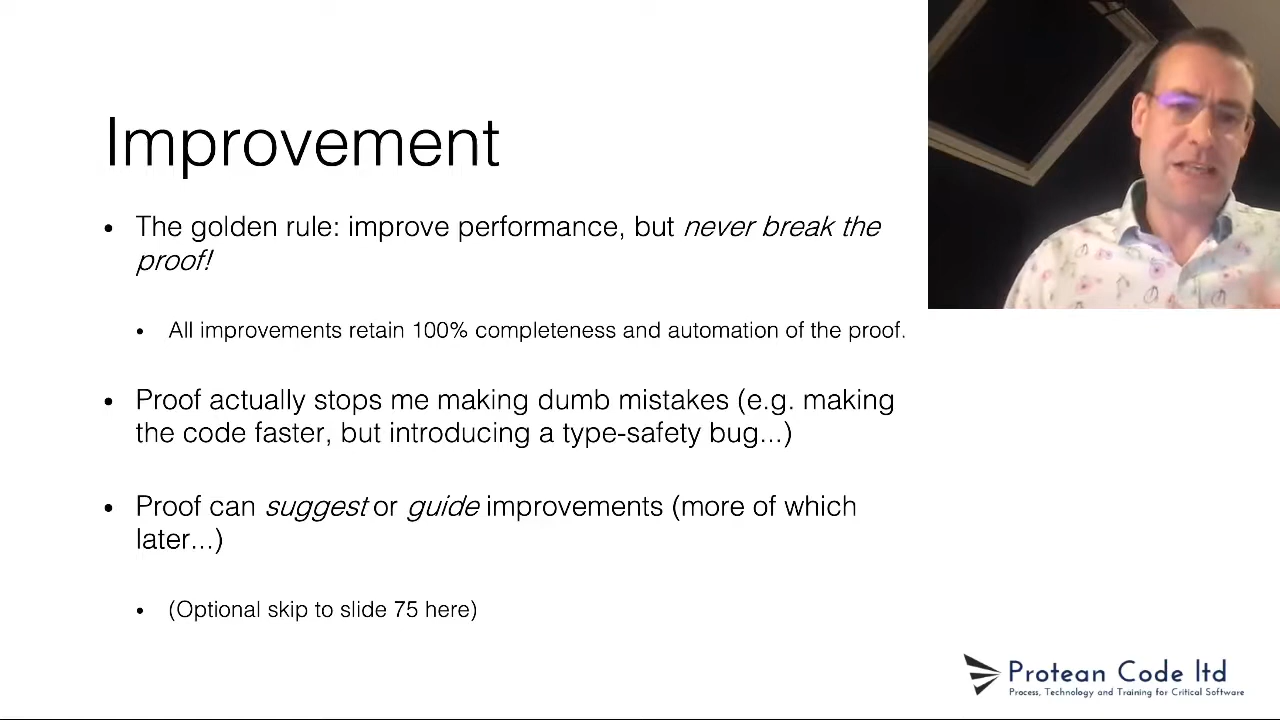 Improvement
• The golden rule: improve performance, but never break the
proof!
• All improvements retain 100% completeness and automation of the proof.
• Proof actually stops me making dumb mistakes (e.g. making
the code faster, but introducing a type-safety bug...)
• Proof can suggest or guide improvements (more of which
later...)
• (Optional skip to slide 75 here)
Protean Code ltd
Process, Technology and Training for Critical Software